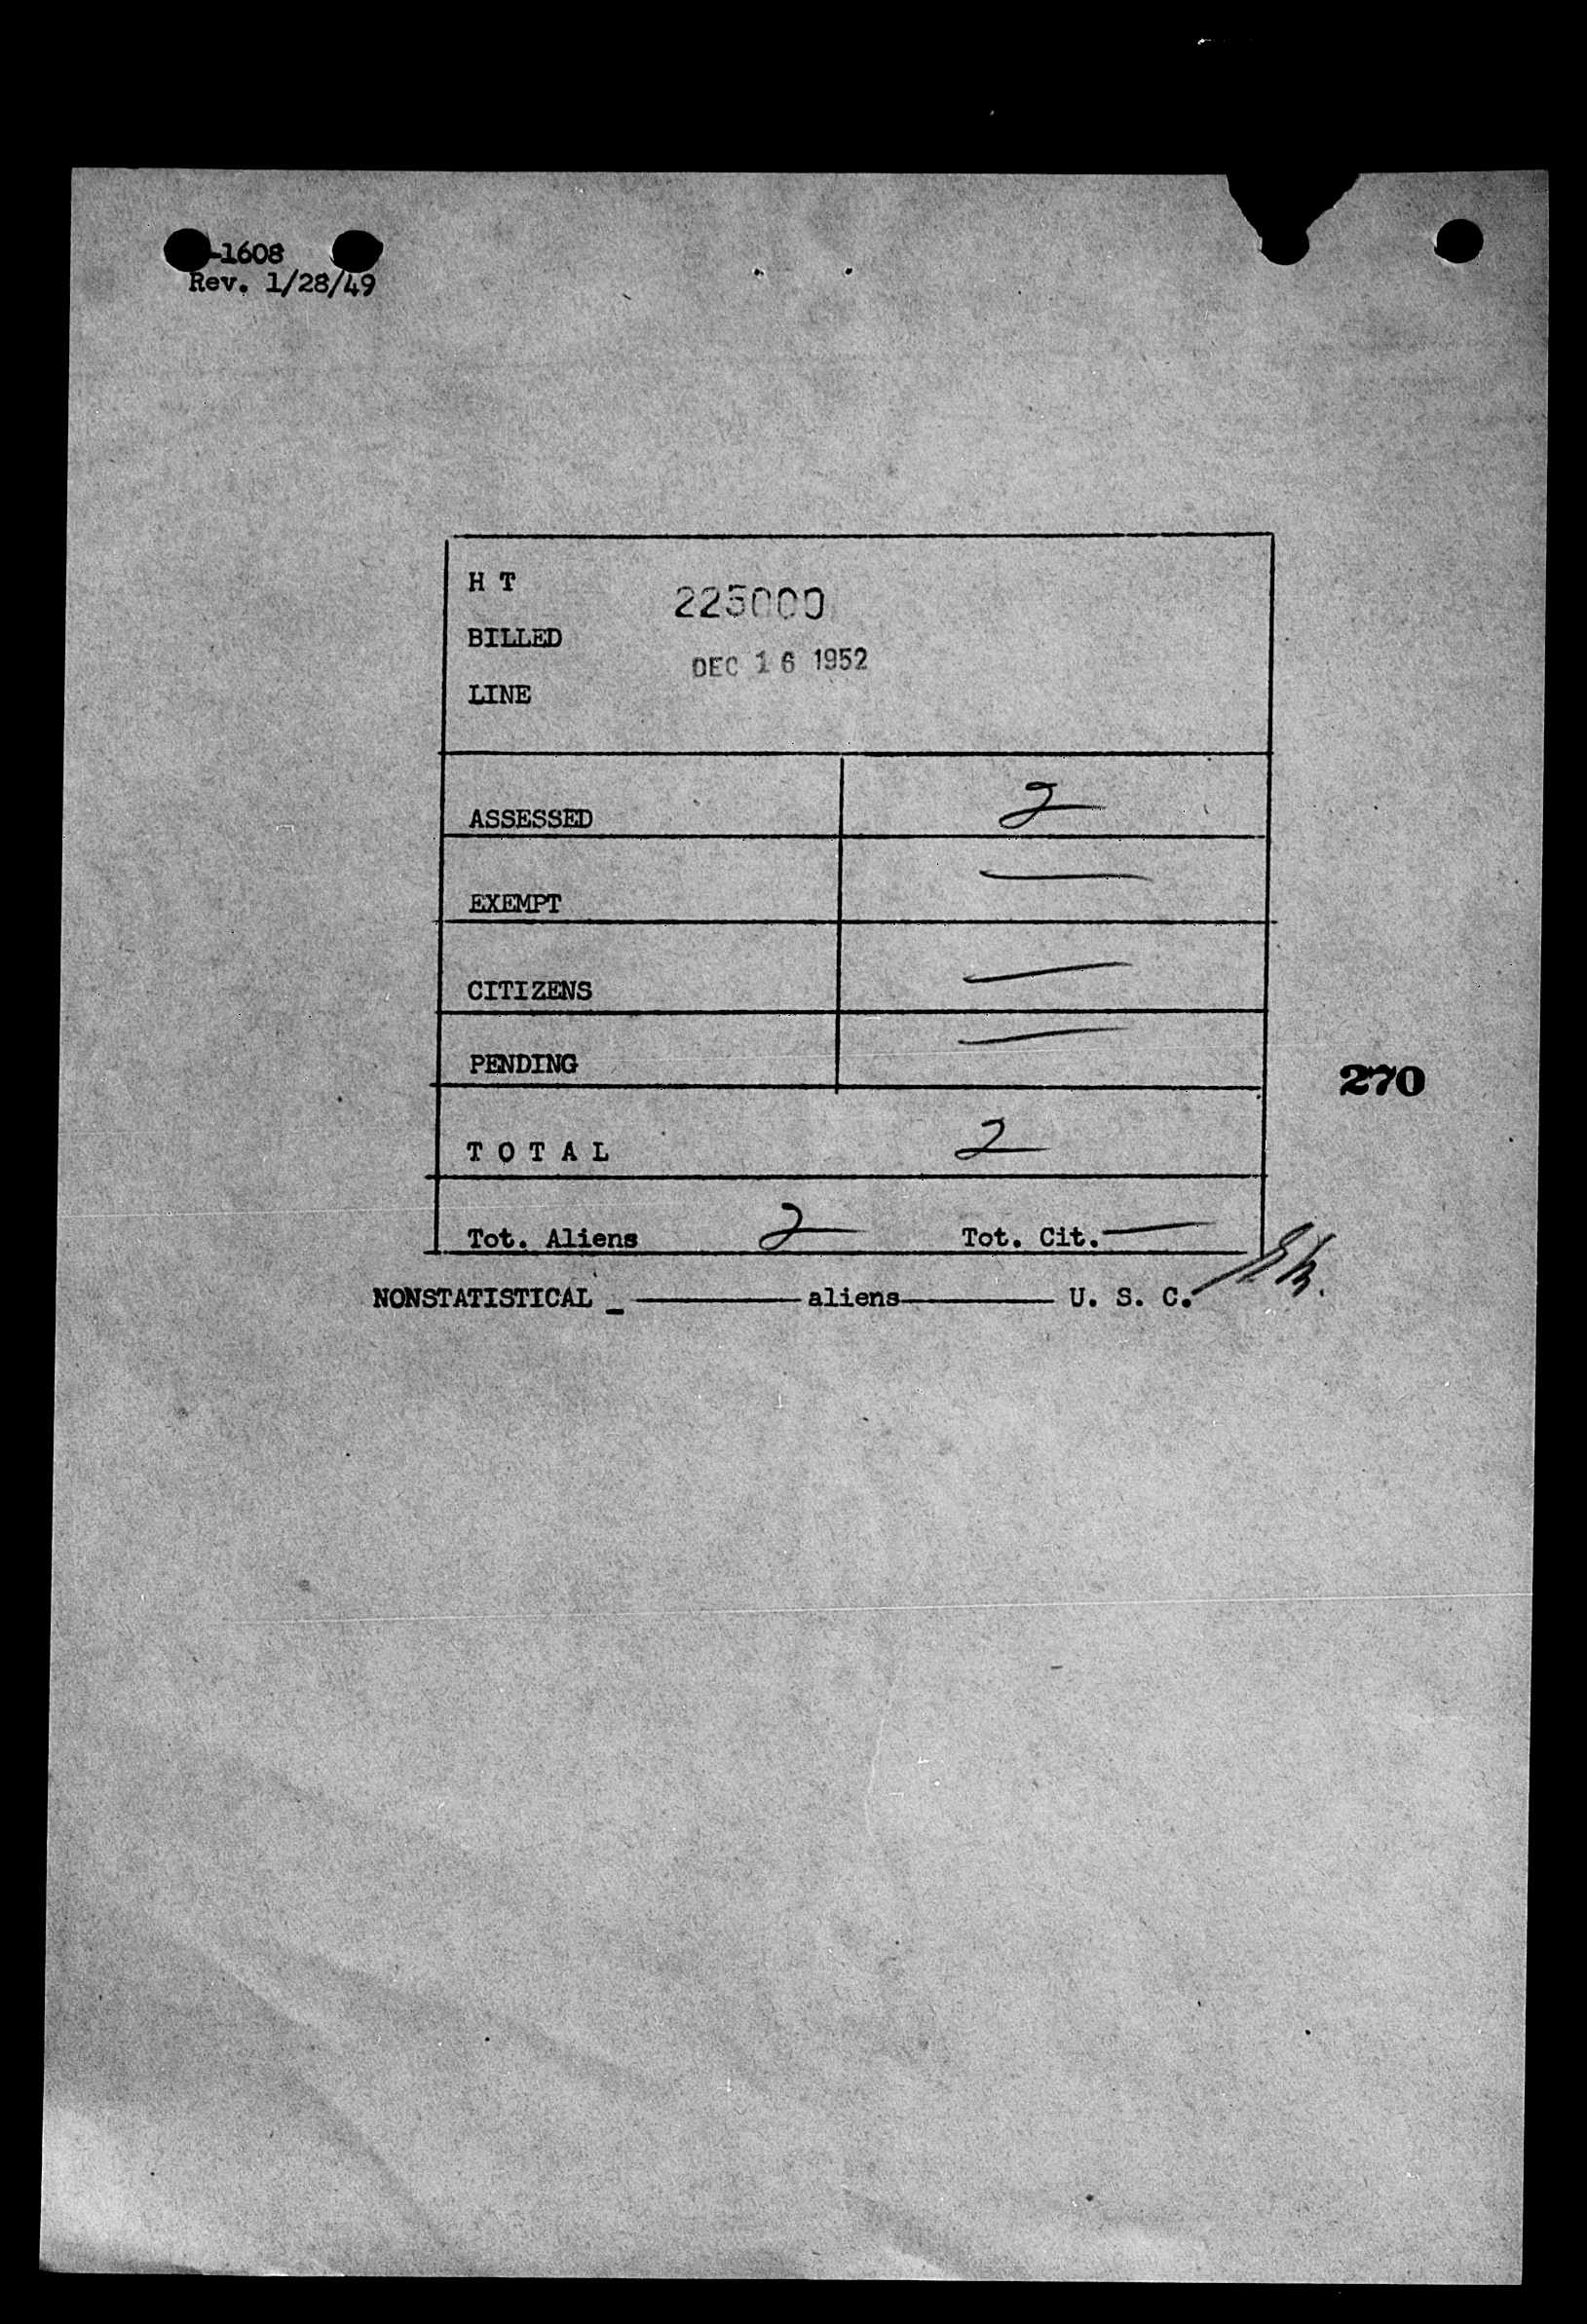 -1608
Rev. 1/28/49
H T
225000
BILLED
DEC 16 1952
LINE
ASSESSED 2
EXEMPT —
CITIZENS —
PENDING —
270
T O T A L 2
Tot. Aliens 2 Tot. Cit. —
NONSTATISTICAL _ — aliens — U. S. C.